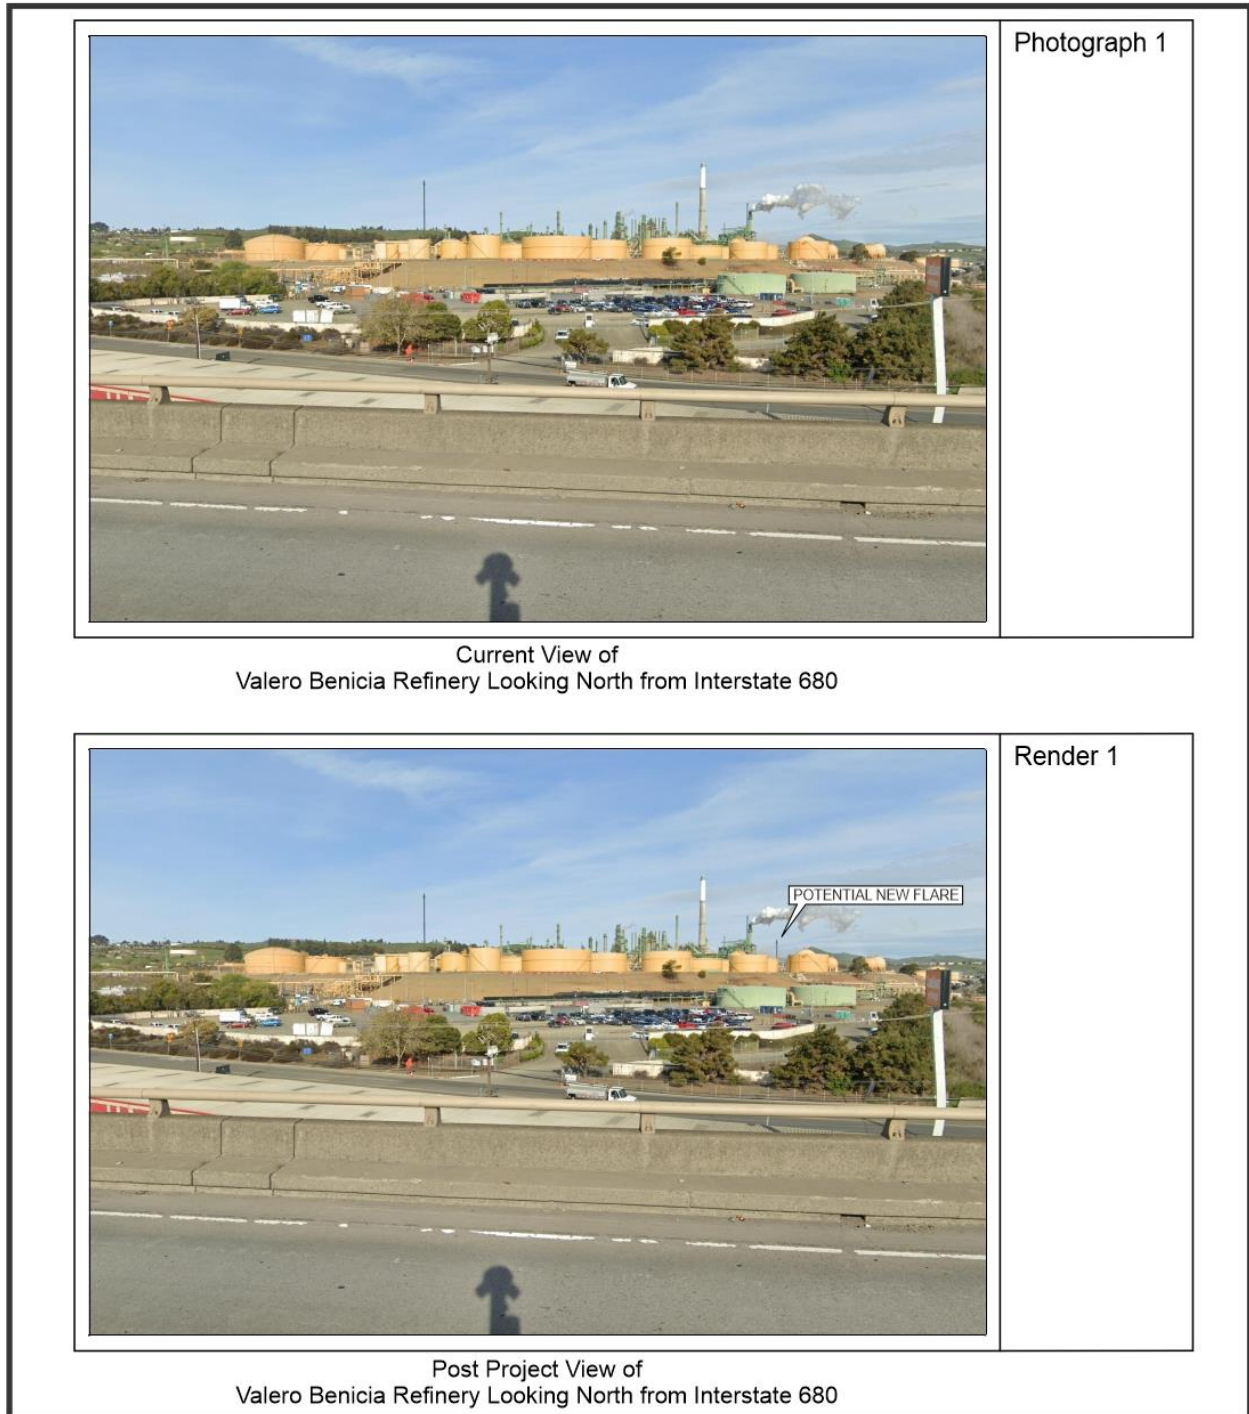 Photograph 1
Current View of
Valero Benicia Refinery Looking North from Interstate 680
Render 1
POTENTIAL NEW FLARE
Post Project View of
Valero Benicia Refinery Looking North from Interstate 680